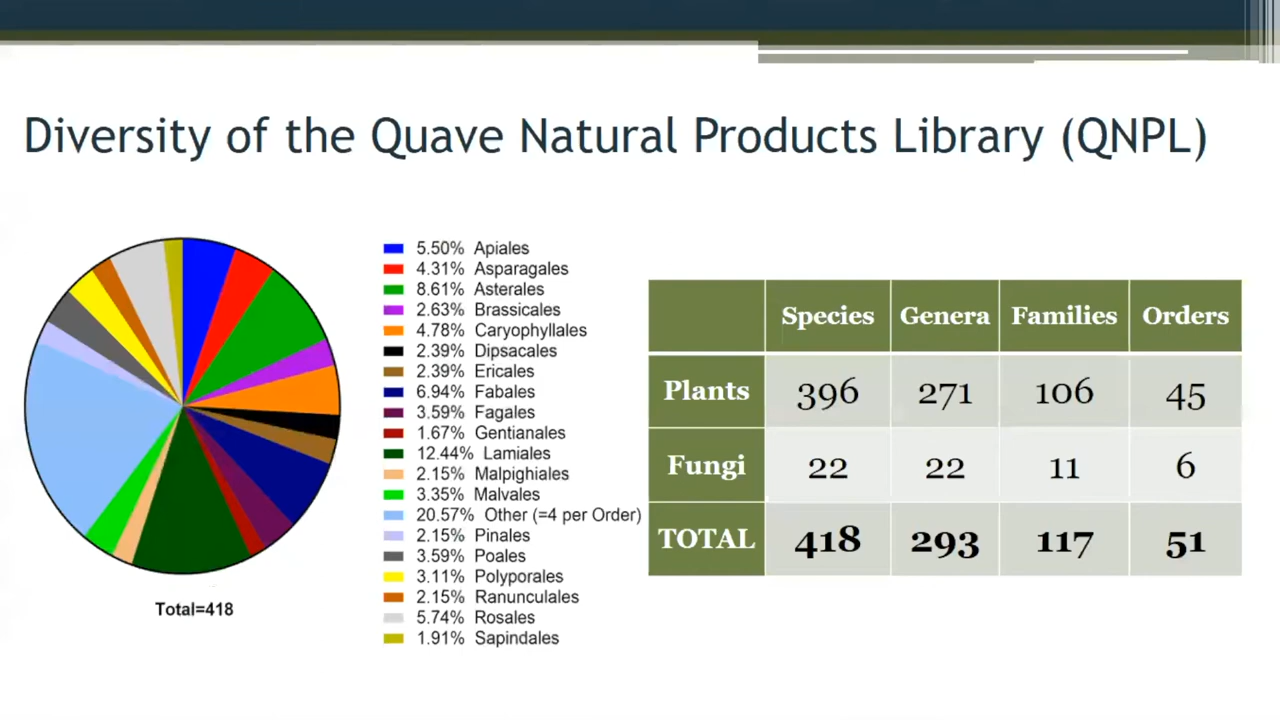 Diversity of the Quave Natural Products Library (QNPL)
5.50% Apiales
4.31% Asparagales
8.61% Asterales
2.63% Brassicales
4.78% Caryophyllales
2.39% Dipsacales
2.39% Ericales
6.94% Fabales
3.59% Fagales
1.67% Gentianales
12.44% Lamiales
2.15% Malpighiales
3.35% Malvales
20.57% Other (=4 per Order)
2.15% Pinales
3.59% Poales
3.11% Polyporales
2.15% Ranunculales
5.74% Rosales
1.91% Sapindales
Total=418
Species Genera Families Orders
Plants 396 271 106 45
Fungi 22 22 11 6
TOTAL 418 293 117 51